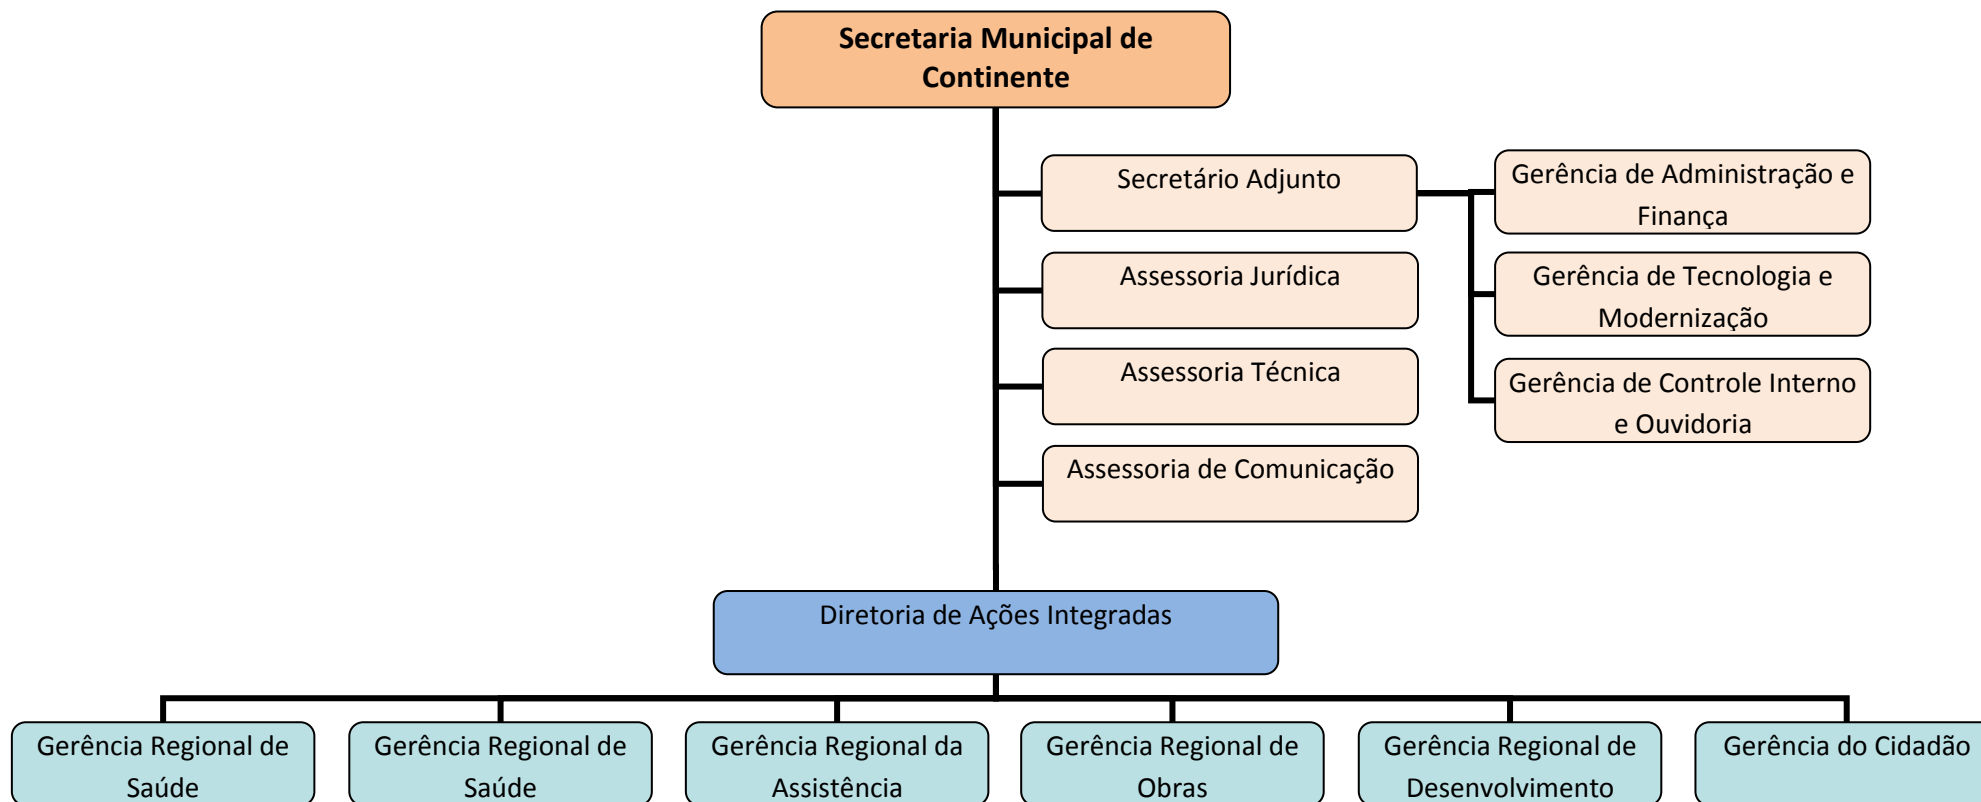 Secretaria Municipal de
Continente
Secretário Adjunto
Gerência de Administração e
Finança
Assessoria Jurídica
Gerência de Tecnologia e
Modernização
Assessoria Técnica
Gerência de Controle Interno
e Ouvidoria
Assessoria de Comunicação
Diretoria de Ações Integradas
Gerência Regional de
Saúde
Gerência Regional de
Saúde
Gerência Regional da
Assistência
Gerência Regional de
Obras
Gerência Regional de
Desenvolvimento
Gerência do Cidadão